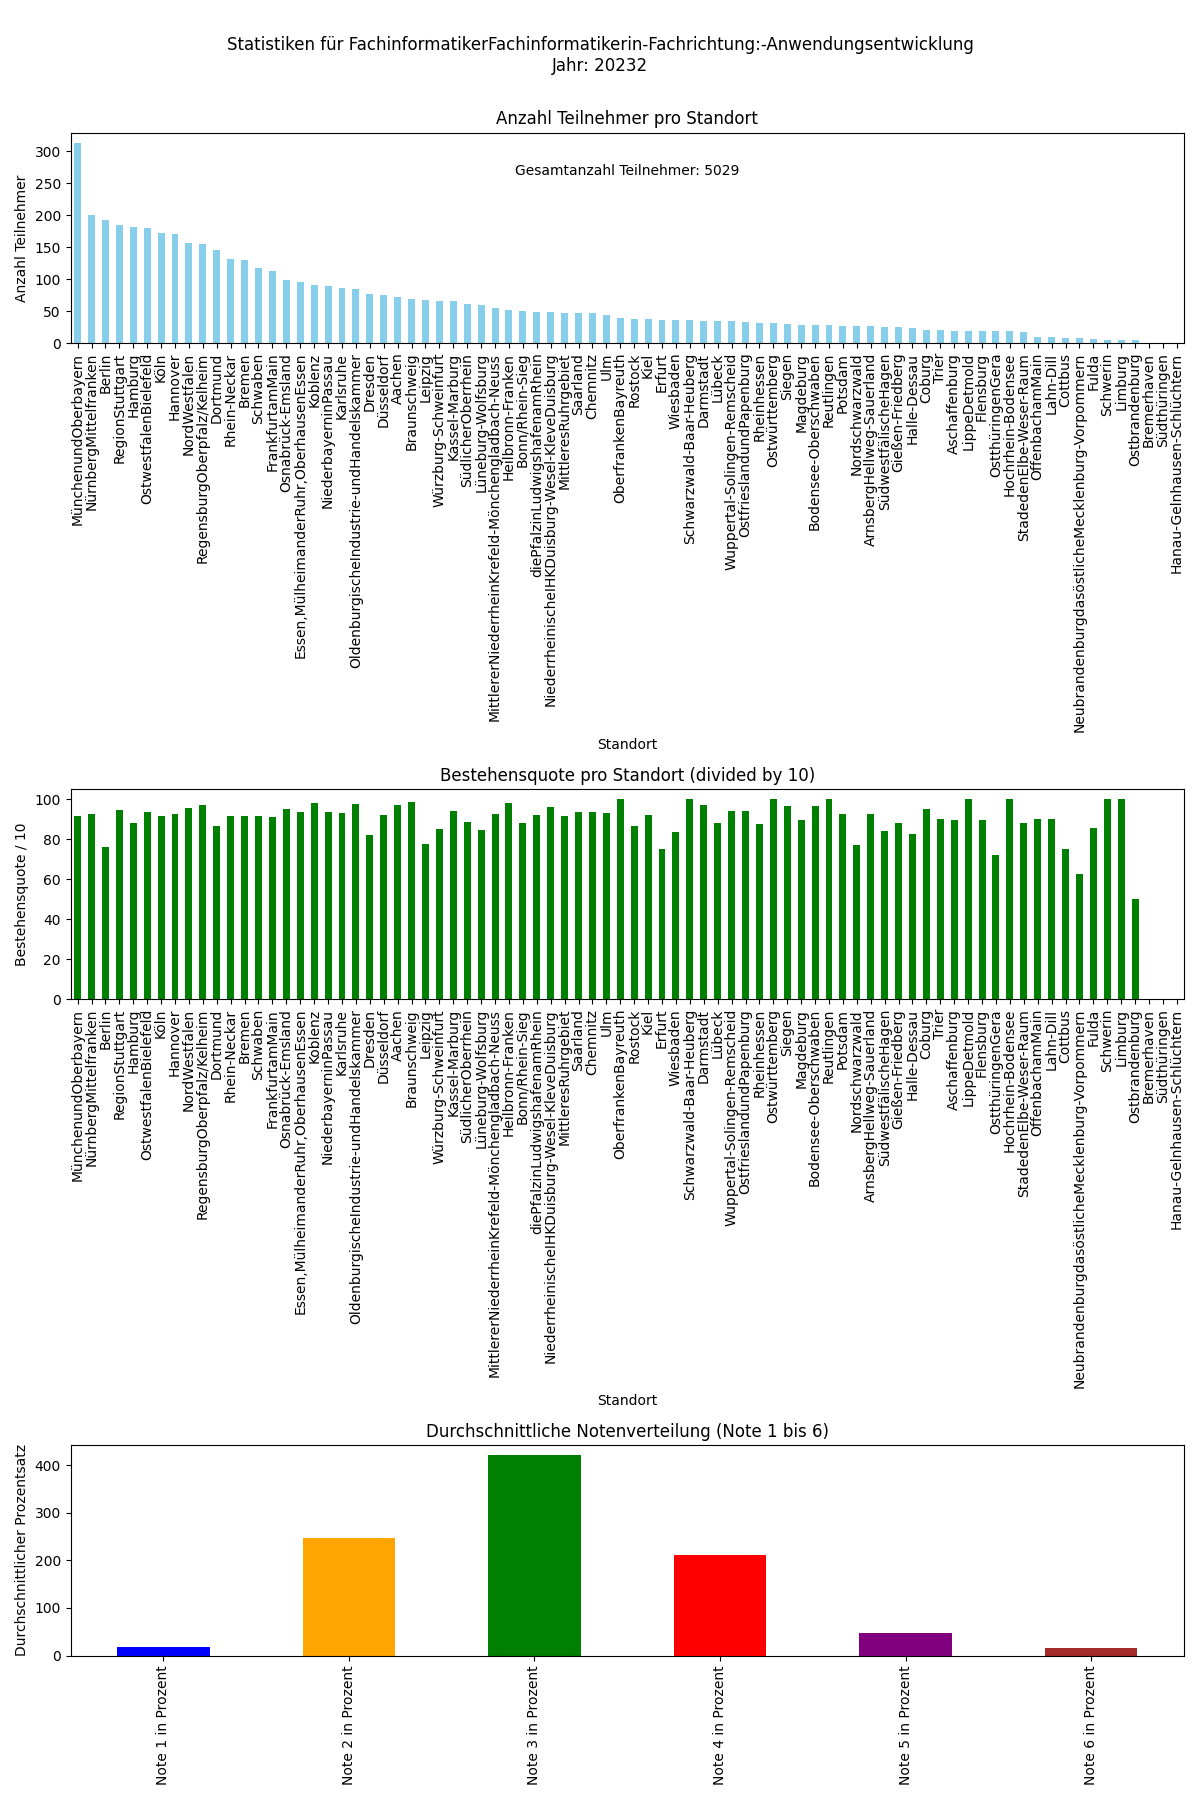 Statistiken für FachinformatikerFachinformatikerin-Fachrichtung:-Anwendungsentwicklung
Jahr: 20232
Anzahl Teilnehmer pro Standort
Gesamtanzahl Teilnehmer: 5029
Anzahl Teilnehmer
300
250
200
150
100
50
0
MünchenundOberbayern
NürnbergMittelfranken
Berlin
RegionStuttgart
Hamburg
OstwestfalenBielefeld
Köln
Hannover
NordWestfalen
RegensburgOberpfalz/Kelheim
Dortmund
Rhein-Neckar
Bremen
Schwaben
FrankfurtamMain
Osnabrück-Emsland
Essen,MülheimanderRuhr,OberhausenEssen
Koblenz
NiederbayerninPassau
Karlsruhe
OldenburgischeIndustrie-undHandelskammer
Dresden
Düsseldorf
Aachen
Braunschweig
Leipzig
Würzburg-Schweinfurt
Kassel-Marburg
SüdlicherOberrhein
Lüneburg-Wolfsburg
MittlererNiederrheinKrefeld-Mönchengladbach-Neuss
Heilbronn-Franken
Bonn/Rhein-Sieg
diePfalzinLudwigshafenamRhein
NiederrheinischeIHKDuisburg-Wesel-KleveDuisburg
MittleresRuhrgebiet
Saarland
Chemnitz
Ulm
OberfrankenBayreuth
Rostock
Kiel
Erfurt
Wiesbaden
Schwarzwald-Baar-Heuberg
Darmstadt
Lübeck
Wuppertal-Solingen-Remscheid
OstfrieslandundPapenburg
Rheinhessen
Ostwürttemberg
Siegen
Magdeburg
Bodensee-Oberschwaben
Reutlingen
Potsdam
Nordschwarzwald
ArnsbergHellweg-Sauerland
SüdwestfälischeHagen
Gießen-Friedberg
Halle-Dessau
Coburg
Trier
Aschaffenburg
LippeDetmold
Flensburg
OstthüringenGera
Hochrhein-Bodensee
StadedenElbe-Weser-Raum
OffenbachamMain
Lahn-Dill
Cottbus
NeubrandenburgdasöstlicheMecklenburg-Vorpommern
Fulda
Schwerin
Limburg
Ostbrandenburg
Bremerhaven
Südthüringen
Hanau-Gelnhausen-Schlüchtern
Standort
Bestehensquote pro Standort (divided by 10)
Bestehensquote / 10
100
80
60
40
20
0
MünchenundOberbayern
NürnbergMittelfranken
Berlin
RegionStuttgart
Hamburg
OstwestfalenBielefeld
Köln
Hannover
NordWestfalen
RegensburgOberpfalz/Kelheim
Dortmund
Rhein-Neckar
Bremen
Schwaben
FrankfurtamMain
Osnabrück-Emsland
Essen,MülheimanderRuhr,OberhausenEssen
Koblenz
NiederbayerninPassau
Karlsruhe
OldenburgischeIndustrie-undHandelskammer
Dresden
Düsseldorf
Aachen
Braunschweig
Leipzig
Würzburg-Schweinfurt
Kassel-Marburg
SüdlicherOberrhein
Lüneburg-Wolfsburg
MittlererNiederrheinKrefeld-Mönchengladbach-Neuss
Heilbronn-Franken
Bonn/Rhein-Sieg
diePfalzinLudwigshafenamRhein
NiederrheinischeIHKDuisburg-Wesel-KleveDuisburg
MittleresRuhrgebiet
Saarland
Chemnitz
Ulm
OberfrankenBayreuth
Rostock
Kiel
Erfurt
Wiesbaden
Schwarzwald-Baar-Heuberg
Darmstadt
Lübeck
Wuppertal-Solingen-Remscheid
OstfrieslandundPapenburg
Rheinhessen
Ostwürttemberg
Siegen
Magdeburg
Bodensee-Oberschwaben
Reutlingen
Potsdam
Nordschwarzwald
ArnsbergHellweg-Sauerland
SüdwestfälischeHagen
Gießen-Friedberg
Halle-Dessau
Coburg
Trier
Aschaffenburg
LippeDetmold
Flensburg
OstthüringenGera
Hochrhein-Bodensee
StadedenElbe-Weser-Raum
OffenbachamMain
Lahn-Dill
Cottbus
NeubrandenburgdasöstlicheMecklenburg-Vorpommern
Fulda
Schwerin
Limburg
Ostbrandenburg
Bremerhaven
Südthüringen
Hanau-Gelnhausen-Schlüchtern
Standort
Durchschnittliche Notenverteilung (Note 1 bis 6)
Durchschnittlicher Prozentsatz
400
300
200
100
0
Note 1 in Prozent
Note 2 in Prozent
Note 3 in Prozent
Note 4 in Prozent
Note 5 in Prozent
Note 6 in Prozent